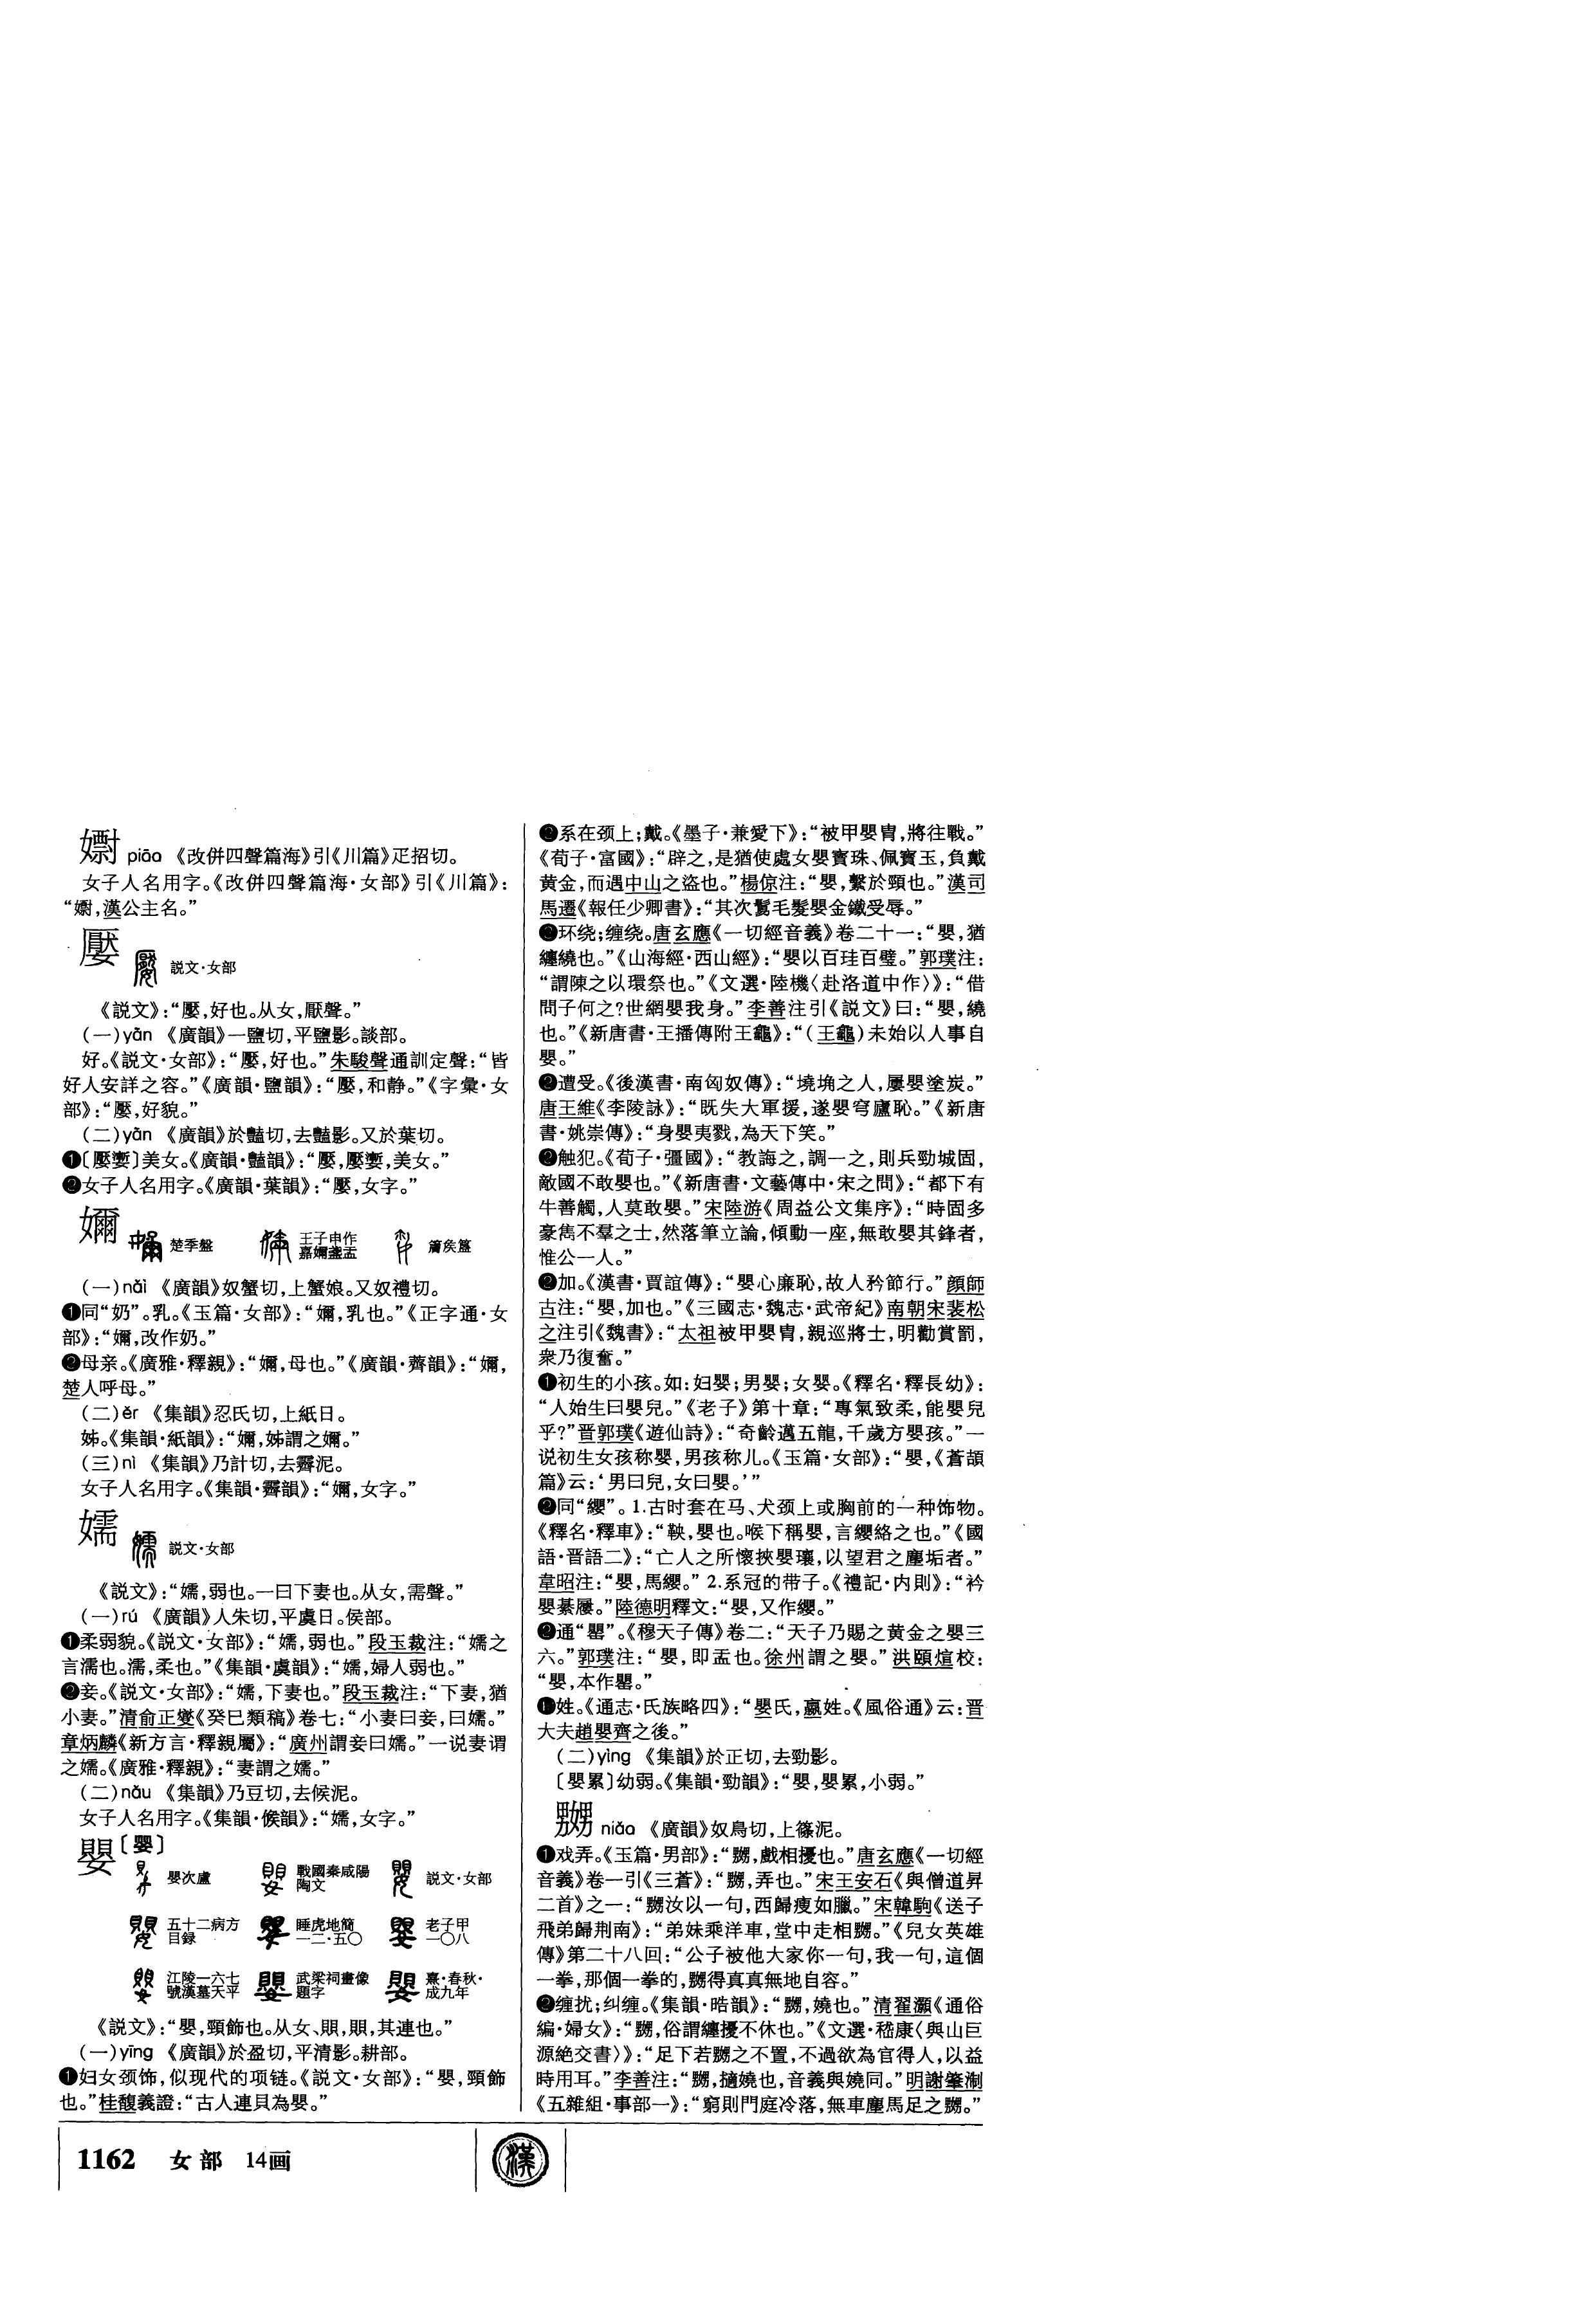 嬼 piāo 《改併四聲篇海》引《川篇》疋招切。
女子人名用字。《改併四聲篇海·女部》引《川篇》：
漢公主名。”
嬮 説文·女部
《説文》：“嬮，好也。从女，厭聲。”
（一）yān 《廣韻》一鹽切，平鹽影。談部。
好。《説文·女部》：“嬮，好也。”朱駿聲通訓定聲：“皆
好人安詳之容。”《廣韻·鹽韻》：“嬮，和静。”《字彙·女
部》：“嬮，好貌。”
（二）yàn 《廣韻》於豔切，去豔影。又於葉切。
❶〔嬮㜞〕美女。《廣韻·豔韻》：“嬮，嬮㜞，美女。”
❷女子人名用字。《廣韻·葉韻》：“嬮，女字。”
嬭 楚季盤 王子申作 簠矦簋
嘉嬭盞盂
（一）nǎi 《廣韻》奴蟹切，上蟹娘。又奴禮切。
❶同“奶”。乳。《玉篇·女部》：“嬭，乳也。”《正字通·女
部》：“嬭，改作奶。”
❷母亲。《廣雅·釋親》：“嬭，母也。”《廣韻·薺韻》：“嬭，
楚人呼母。”
（二）ěr 《集韻》忍氏切，上紙日。
姊。《集韻·紙韻》：“嬭，姊謂之嬭。”
（三）nì 《集韻》乃計切，去霽泥。
女子人名用字。《集韻·霽韻》：“嬭，女字。”
嬬 説文·女部
《説文》：“嬬，弱也。一曰下妻也。从女，需聲。”
（一）rú 《廣韻》人朱切，平虞日。侯部。
❶柔弱貌。《説文·女部》：“嬬，弱也。”段玉裁注：“嬬之
言濡也。濡，柔也。”《集韻·虞韻》：“嬬，婦人弱也。”
❷妾。《説文·女部》：“嬬，下妻也。”段玉裁注：“下妻，猶
小妻。”清俞正燮《癸巳類稿》卷七：“小妻曰妾，曰嬬。”
章炳麟《新方言·釋親屬》：“廣州謂妾曰嬬。”一说妻谓
之嬬。《廣雅·釋親》：“妻謂之嬬。”
（二）nòu 《集韻》乃豆切，去候泥。
女子人名用字。《集韻·候韻》：“嬬，女字。”
嬰〔婴〕
嬰次盧 戰國秦咸陽 説文·女部
陶文
五十二病方 睡虎地簡 老子甲
目録 一二·五〇 一〇八
江陵一六七 武梁祠畫像 熹·春秋·
號漢墓天平 題字 成九年
《説文》：“嬰，頸飾也。从女、賏，賏，其連也。”
（一）yīng 《廣韻》於盈切，平清影。耕部。
❶妇女颈饰，似现代的项链。《説文·女部》：“嬰，頸飾
也。”桂馥義證：“古人連貝為嬰。”
❷系在颈上；戴。《墨子·兼愛下》：“被甲嬰胄，將往戰。”
《荀子·富國》：“辟之，是猶使處女嬰寶珠、佩寶玉，負戴
黄金，而遇中山之盗也。”楊倞注：“嬰，繫於頸也。”漢司
馬遷《報任少卿書》：“其次鬄毛髮嬰金鐵受辱。”
❷环绕；缠绕。唐玄應《一切經音義》卷二十一：“嬰，猶
纏繞也。”《山海經·西山經》：“嬰以百珪百璧。”郭璞注：
“謂陳之以環祭也。”《文選·陸機〈赴洛道中作〉》：“借
問子何之？世網嬰我身。”李善注引《説文》曰：“嬰，繞
也。”《新唐書·王播傳附王龜》：“（王龜）未始以人事自
嬰。”
❷遭受。《後漢書·南匈奴傳》：“墝埆之人，屢嬰塗炭。”
唐王維《李陵詠》：“既失大軍援，遂嬰穹廬恥。”《新唐
書·姚崇傳》：“身嬰夷戮，為天下笑。”
❷触犯。《荀子·彊國》：“教誨之，調一之，則兵勁城固，
敵國不敢嬰也。”《新唐書·文藝傳中·宋之問》：“都下有
牛善觸，人莫敢嬰。”宋陸游《周益公文集序》：“時固多
豪雋不羣之士，然落筆立論，傾動一座，無敢嬰其鋒者，
惟公一人。”
❷加。《漢書·賈誼傳》：“嬰心廉恥，故人矜節行。”顔師
古注：“嬰，加也。”《三國志·魏志·武帝紀》南朝宋裴松
之注引《魏書》：“太祖被甲嬰胄，親巡將士，明勸賞罰，
衆乃復奮。”
❶初生的小孩。如：妇婴；男婴；女婴。《釋名·釋長幼》：
“人始生曰嬰兒。”《老子》第十章：“專氣致柔，能嬰兒
乎？”晋郭璞《遊仙詩》：“奇齡邁五龍，千歲方嬰孩。”一
说初生女孩称婴，男孩称儿。《玉篇·女部》：“嬰，《蒼頡
篇》云：‘男曰兒，女曰嬰。’”
❷同“纓”。1.古时套在马、犬颈上或胸前的一种饰物。
《釋名·釋車》：“鞅，嬰也。喉下稱嬰，言纓絡之也。”《國
語·晋語二》：“亡人之所懷挾嬰瓖，以望君之塵垢者。”
韋昭注：“嬰，馬纓。”2.系冠的带子。《禮記·内則》：“衿
嬰綦屨。”陸德明釋文：“嬰，又作纓。”
❷通“罌”。《穆天子傳》卷二：“天子乃賜之黄金之嬰三
六。”郭璞注：“嬰，即盂也。徐州謂之嬰。”洪頤煊校：
“嬰，本作罌。”
❶姓。《通志·氏族略四》：“嬰氏，嬴姓。《風俗通》云：晋
大夫趙嬰齊之後。”
（二）yìng 《集韻》於正切，去勁影。
〔嬰累〕幼弱。《集韻·勁韻》：“嬰，嬰累，小弱。”
嬲 niǎo 《廣韻》奴鳥切，上篠泥。
❶戏弄。《玉篇·男部》：“嬲，戲相擾也。”唐玄應《一切經
音義》卷一引《三蒼》：“嬲，弄也。”宋王安石《與僧道昇
二首》之一：“嬲汝以一句，西歸瘦如臘。”宋韓駒《送子
飛弟歸荆南》：“弟妹乘洋車，堂中走相嬲。”《兒女英雄
傳》第二十八回：“公子被他大家你一句，我一句，這個
一拳，那個一拳的，嬲得真真無地自容。”
❷缠扰；纠缠。《集韻·晧韻》：“嬲，嬈也。”清翟灝《通俗
編·婦女》：“嬲，俗謂纏擾不休也。”《文選·嵇康〈與山巨
源絶交書〉》：“足下若嬲之不置，不過欲為官得人，以益
時用耳。”李善注：“嬲，擿嬈也，音義與嬈同。”明謝肇淛
《五雜組·事部一》：“窮則門庭冷落，無車塵馬足之嬲。”
1162 女部 14画 漢